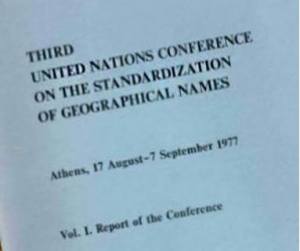 THIRD
UNITED NATIONS CONFERENCE
ON THE STANDARDIZATION
OF GEOGRAPHICAL NAMES
Athens, 17 August-7 September 1977
Vol. I. Report of the Conference